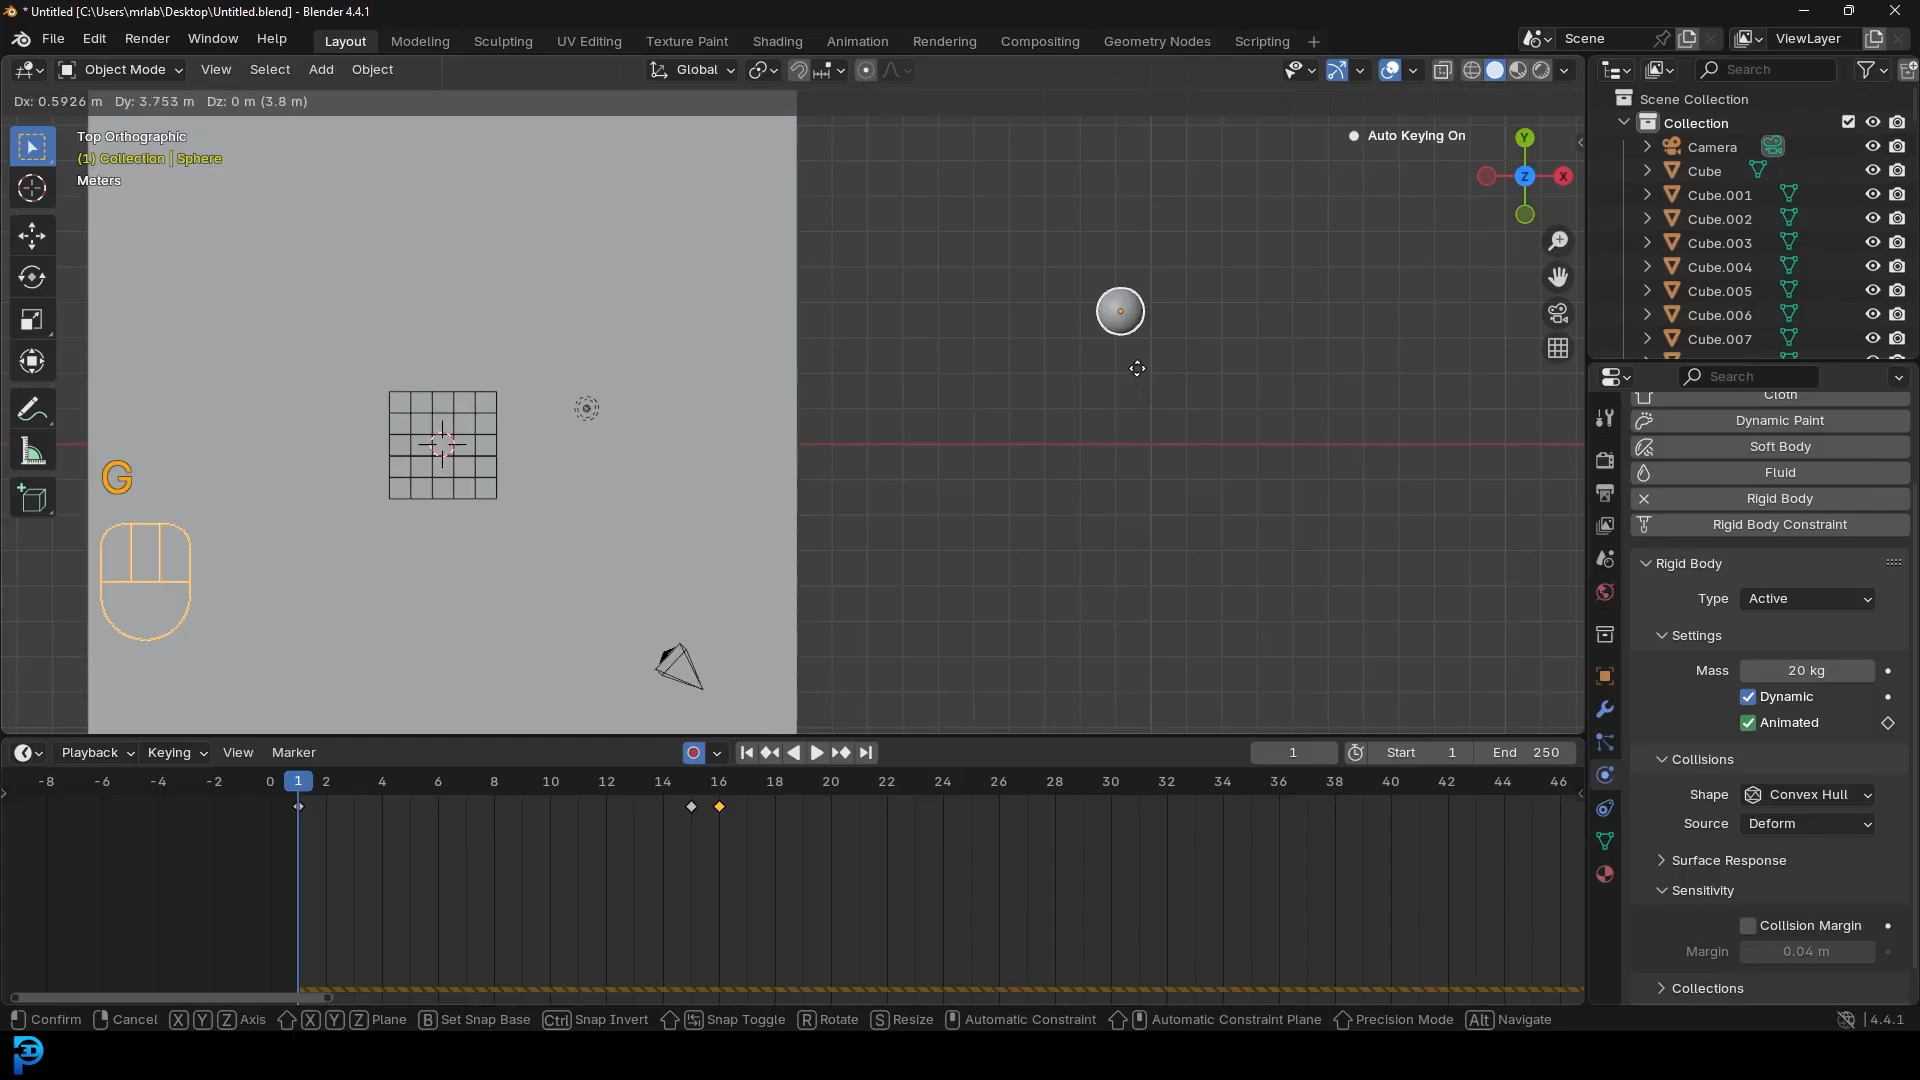 * Untitled [C:\Users\mrlab\Desktop\Untitled.blend] - Blender 4.4.1
File Edit Render Window Help Layout Modeling Sculpting UV Editing Texture Paint Shading Animation Rendering Compositing Geometry Nodes Scripting + Scene ViewLayer
Object Mode View Select Add Object Global Search
Dx: 0.5926 m Dy: 3.753 m Dz: 0 m (3.8 m)
Top Orthographic
(1) Collection | Sphere
Meters
Auto Keying On
Y
Z X
G
Scene Collection
Collection
Camera
Cube
Cube.001
Cube.002
Cube.003
Cube.004
Cube.005
Cube.006
Cube.007
Search
Cloth
Dynamic Paint
Soft Body
Fluid
Rigid Body
Rigid Body Constraint
Rigid Body
Type Active
Settings
Mass 20 kg
Dynamic
Animated
Collisions
Shape Convex Hull
Source Deform
Surface Response
Sensitivity
Collision Margin
Margin 0.04 m
Collections
Playback Keying View Marker 1 Start 1 End 250
-8 -6 -4 -2 0 1 2 4 6 8 10 12 14 16 18 20 22 24 26 28 30 32 34 36 38 40 42 44 46
Confirm Cancel X Y Z Axis X Y Z Plane B Set Snap Base Ctrl Snap Invert Snap Toggle R Rotate S Resize Automatic Constraint Automatic Constraint Plane Precision Mode Alt Navigate 4.4.1